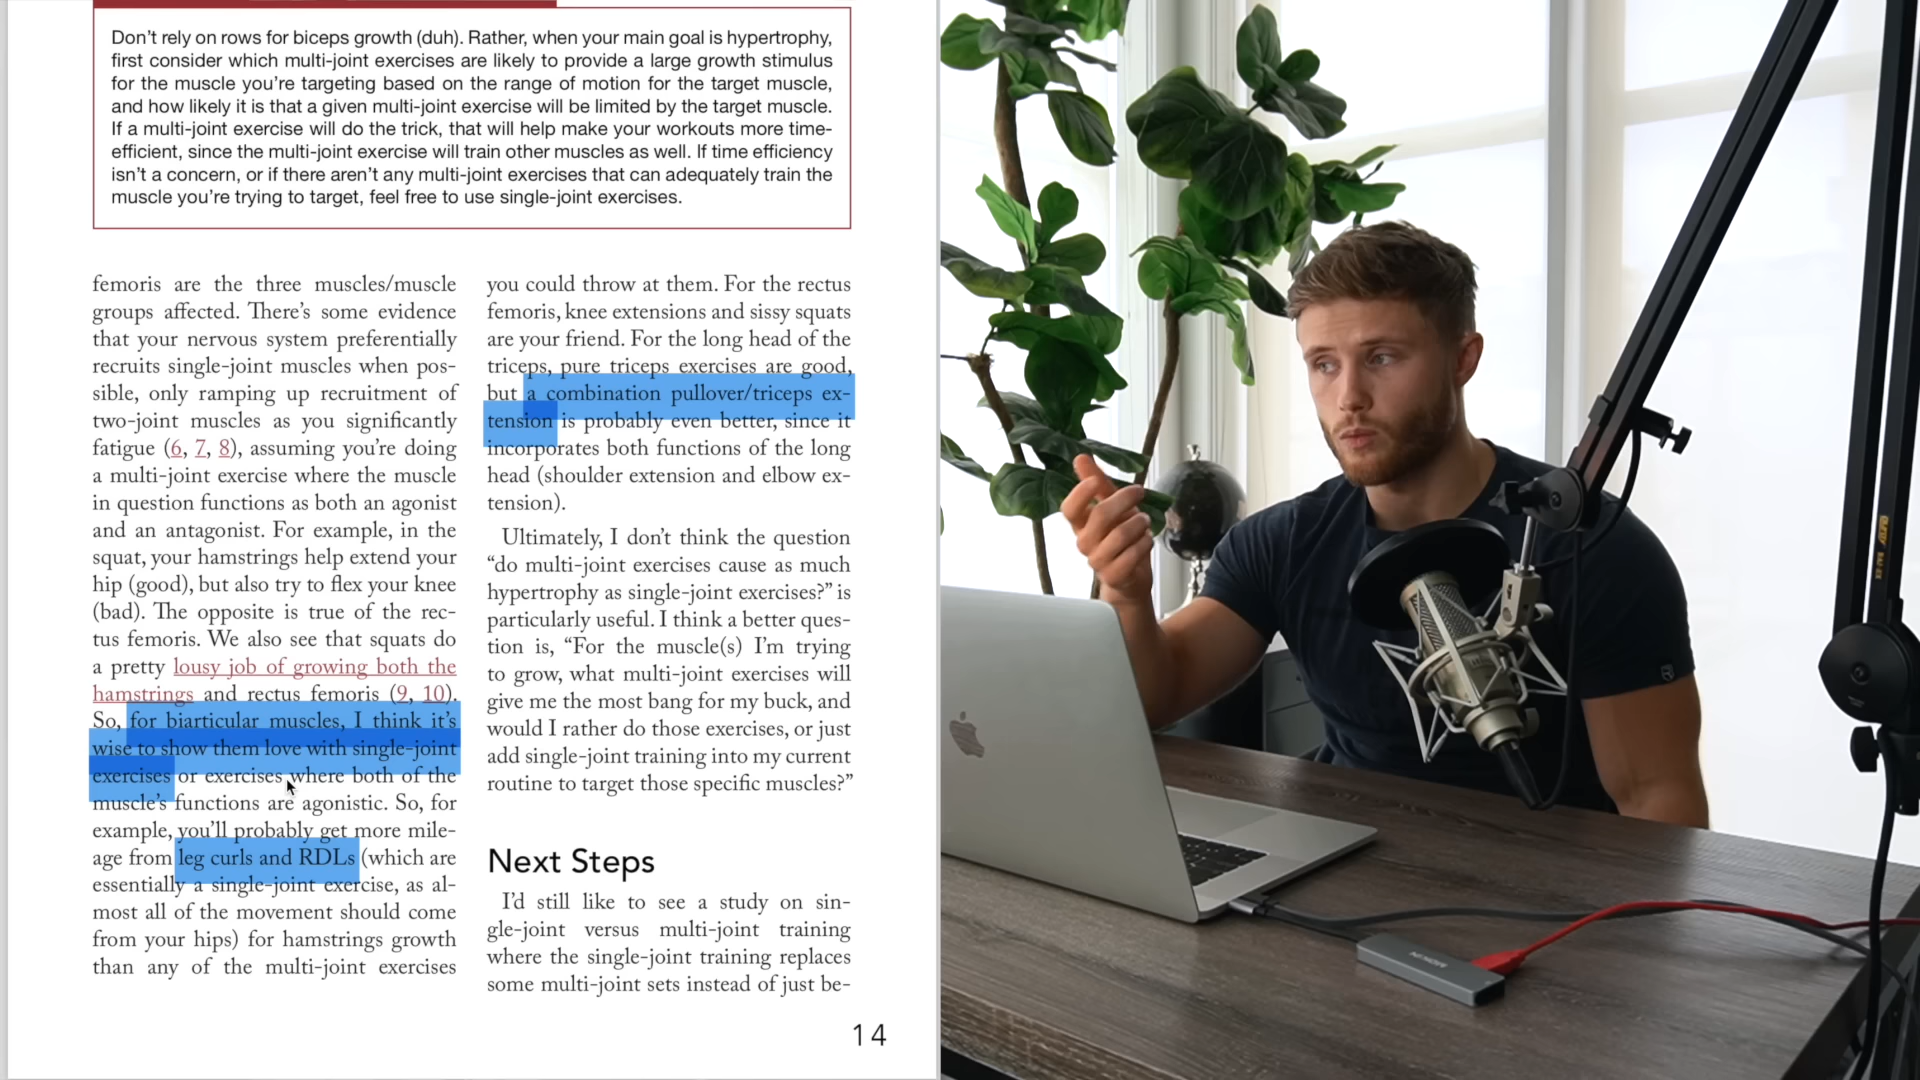 Don't rely on rows for biceps growth (duh). Rather, when your main goal is hypertrophy,
first consider which multi-joint exercises are likely to provide a large growth stimulus
for the muscle you're targeting based on the range of motion for the target muscle,
and how likely it is that a given multi-joint exercise will be limited by the target muscle.
If a multi-joint exercise will do the trick, that will help make your workouts more time-
efficient, since the multi-joint exercise will train other muscles as well. If time efficiency
isn't a concern, or if there aren't any multi-joint exercises that can adequately train the
muscle you're trying to target, feel free to use single-joint exercises.
femoris are the three muscles/muscle
groups affected. There's some evidence
that your nervous system preferentially
recruits single-joint muscles when pos-
sible, only ramping up recruitment of
two-joint muscles as you significantly
fatigue (6, 7, 8), assuming you're doing
a multi-joint exercise where the muscle
in question functions as both an agonist
and an antagonist. For example, in the
squat, your hamstrings help extend your
hip (good), but also try to flex your knee
(bad). The opposite is true of the rec-
tus femoris. We also see that squats do
a pretty lousy job of growing both the
hamstrings and rectus femoris (9, 10).
So, for biarticular muscles, I think it's
wise to show them love with single-joint
exercises or exercises where both of the
muscle's functions are agonistic. So, for
example, you'll probably get more mile-
age from leg curls and RDLs (which are
essentially a single-joint exercise, as al-
most all of the movement should come
from your hips) for hamstrings growth
than any of the multi-joint exercises
you could throw at them. For the rectus
femoris, knee extensions and sissy squats
are your friend. For the long head of the
triceps, pure triceps exercises are good,
but a combination pullover/triceps ex-
tension is probably even better, since it
incorporates both functions of the long
head (shoulder extension and elbow ex-
tension).
Ultimately, I don't think the question
"do multi-joint exercises cause as much
hypertrophy as single-joint exercises?" is
particularly useful. I think a better ques-
tion is, "For the muscle(s) I'm trying
to grow, what multi-joint exercises will
give me the most bang for my buck, and
would I rather do those exercises, or just
add single-joint training into my current
routine to target those specific muscles?"
Next Steps
I'd still like to see a study on sin-
gle-joint versus multi-joint training
where the single-joint training replaces
some multi-joint sets instead of just be-
14